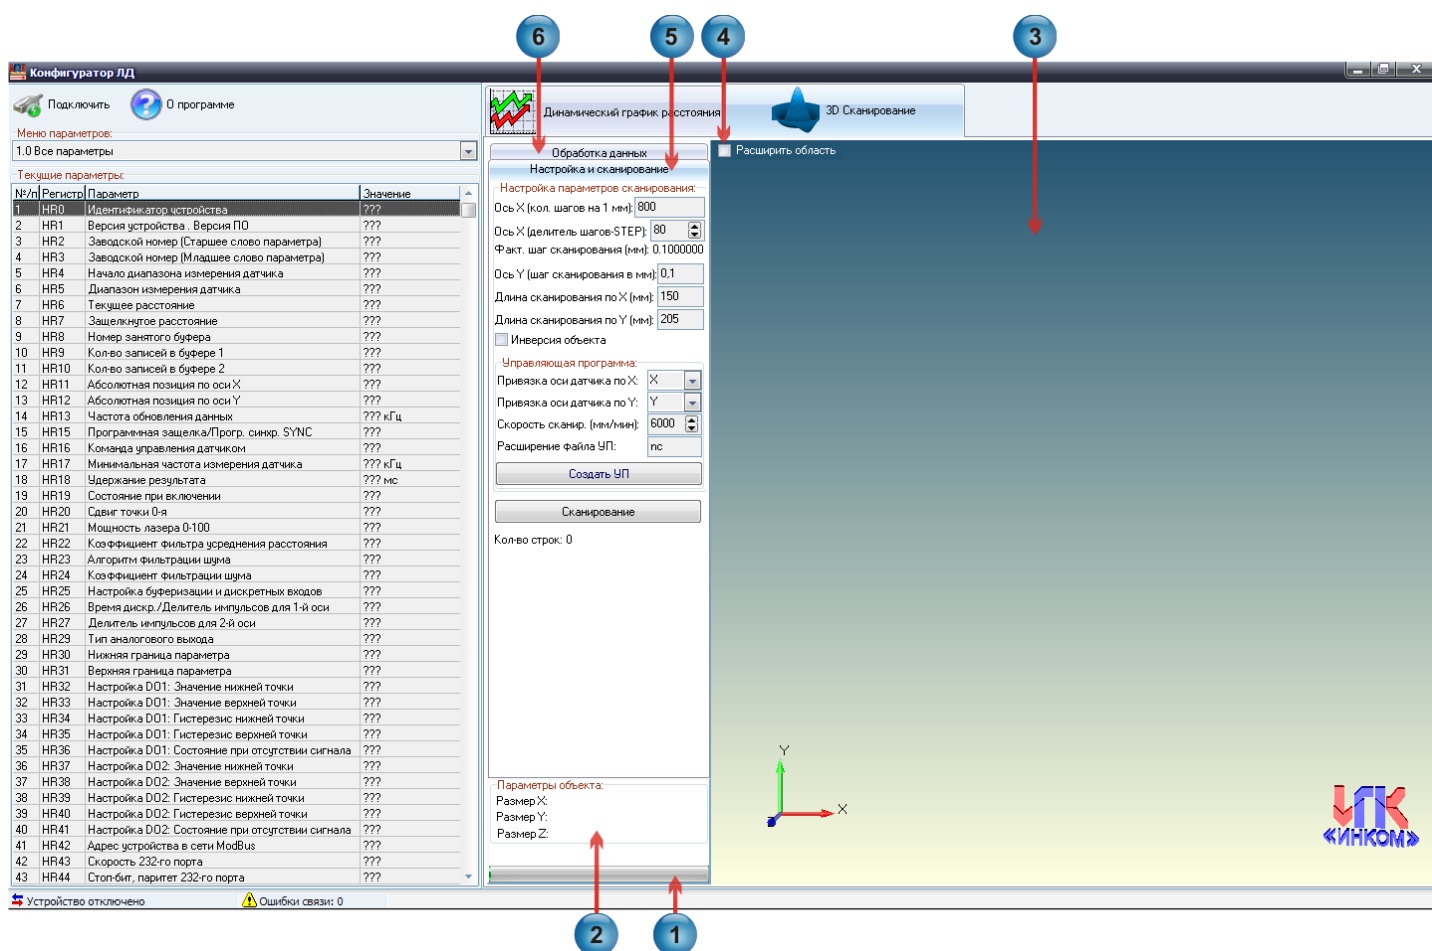 6 5 4 3
Конфигуратор ЛД
Подключить О программе
Динамический график расстояния 3D Сканирование
Меню параметров:
1.0 Все параметры
Текущие параметры:
№/п Регистр Параметр Значение
1 HR0 Идентификатор устройства ???
2 HR1 Версия устройства . Версия ПО ???
3 HR2 Заводской номер (Старшее слово параметра) ???
4 HR3 Заводской номер (Младшее слово параметра) ???
5 HR4 Начало диапазона измерения датчика ???
6 HR5 Диапазон измерения датчика ???
7 HR6 Текущее расстояние ???
8 HR7 Защелкнутое расстояние ???
9 HR8 Номер занятого буфера ???
10 HR9 Кол-во записей в буфере 1 ???
11 HR10 Кол-во записей в буфере 2 ???
12 HR11 Абсолютная позиция по оси X ???
13 HR12 Абсолютная позиция по оси Y ???
14 HR13 Частота обновления данных ??? кГц
15 HR15 Программная защелка/Прогр. синхр. SYNC ???
16 HR16 Команда управления датчиком ???
17 HR17 Минимальная частота измерения датчика ??? кГц
18 HR18 Удержание результата ??? мс
19 HR19 Состояние при включении ???
20 HR20 Сдвиг точки 0-я ???
21 HR21 Мощность лазера 0-100 ???
22 HR22 Коэффициент фильтра усреднения расстояния ???
23 HR23 Алгоритм фильтрации шума ???
24 HR24 Коэффициент фильтрации шума ???
25 HR25 Настройка буферизации и дискретных входов ???
26 HR26 Время дискр./Делитель импульсов для 1-й оси ???
27 HR27 Делитель импульсов для 2-й оси ???
28 HR29 Тип аналогового выхода ???
29 HR30 Нижняя граница параметра ???
30 HR31 Верхняя граница параметра ???
31 HR32 Настройка DO1: Значение нижней точки ???
32 HR33 Настройка DO1: Значение верхней точки ???
33 HR34 Настройка DO1: Гистерезис нижней точки ???
34 HR35 Настройка DO1: Гистерезис верхней точки ???
35 HR36 Настройка DO1: Состояние при отсутствии сигнала ???
36 HR37 Настройка DO2: Значение нижней точки ???
37 HR38 Настройка DO2: Значение верхней точки ???
38 HR39 Настройка DO2: Гистерезис нижней точки ???
39 HR40 Настройка DO2: Гистерезис верхней точки ???
40 HR41 Настройка DO2: Состояние при отсутствии сигнала ???
41 HR42 Адрес устройства в сети ModBus ???
42 HR43 Скорость 232-го порта ???
43 HR44 Стоп-бит, паритет 232-го порта ???
Обработка данных
Настройка и сканирование
Настройка параметров сканирования:
Ось X (кол. шагов на 1 мм): 800
Ось X (делитель шагов-STEP): 80
Факт. шаг сканирования (мм): 0.1000000
Ось Y (шаг сканирования в мм): 0,1
Длина сканирования по X (мм): 150
Длина сканирования по Y (мм): 205
Инверсия объекта
Управляющая программа:
Привязка оси датчика по X: X
Привязка оси датчика по Y: Y
Скорость сканир. (мм/мин): 6000
Расширение файла УП: nc
Создать УП
Сканирование
Кол-во строк: 0
Параметры объекта:
Размер X:
Размер Y:
Размер Z:
Расширить область
Y
X
ИПК
«ИНКОМ»
Устройство отключено Ошибки связи: 0
2 1